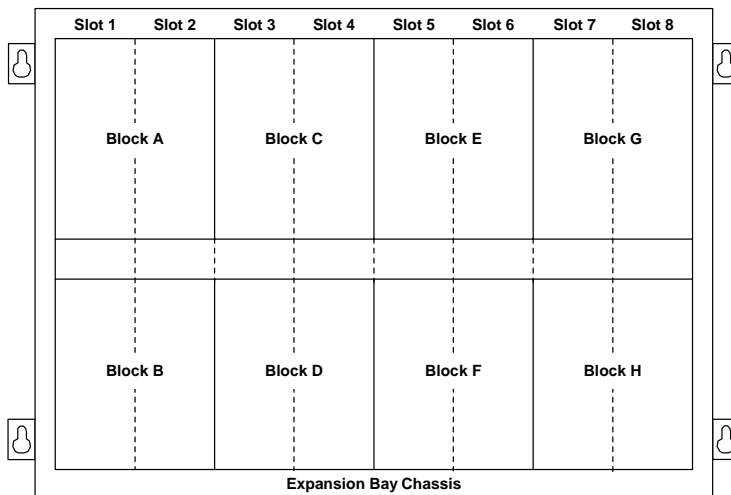 Slot 1 Slot 2 Slot 3 Slot 4 Slot 5 Slot 6 Slot 7 Slot 8
Block A Block C Block E Block G
Block B Block D Block F Block H
Expansion Bay Chassis